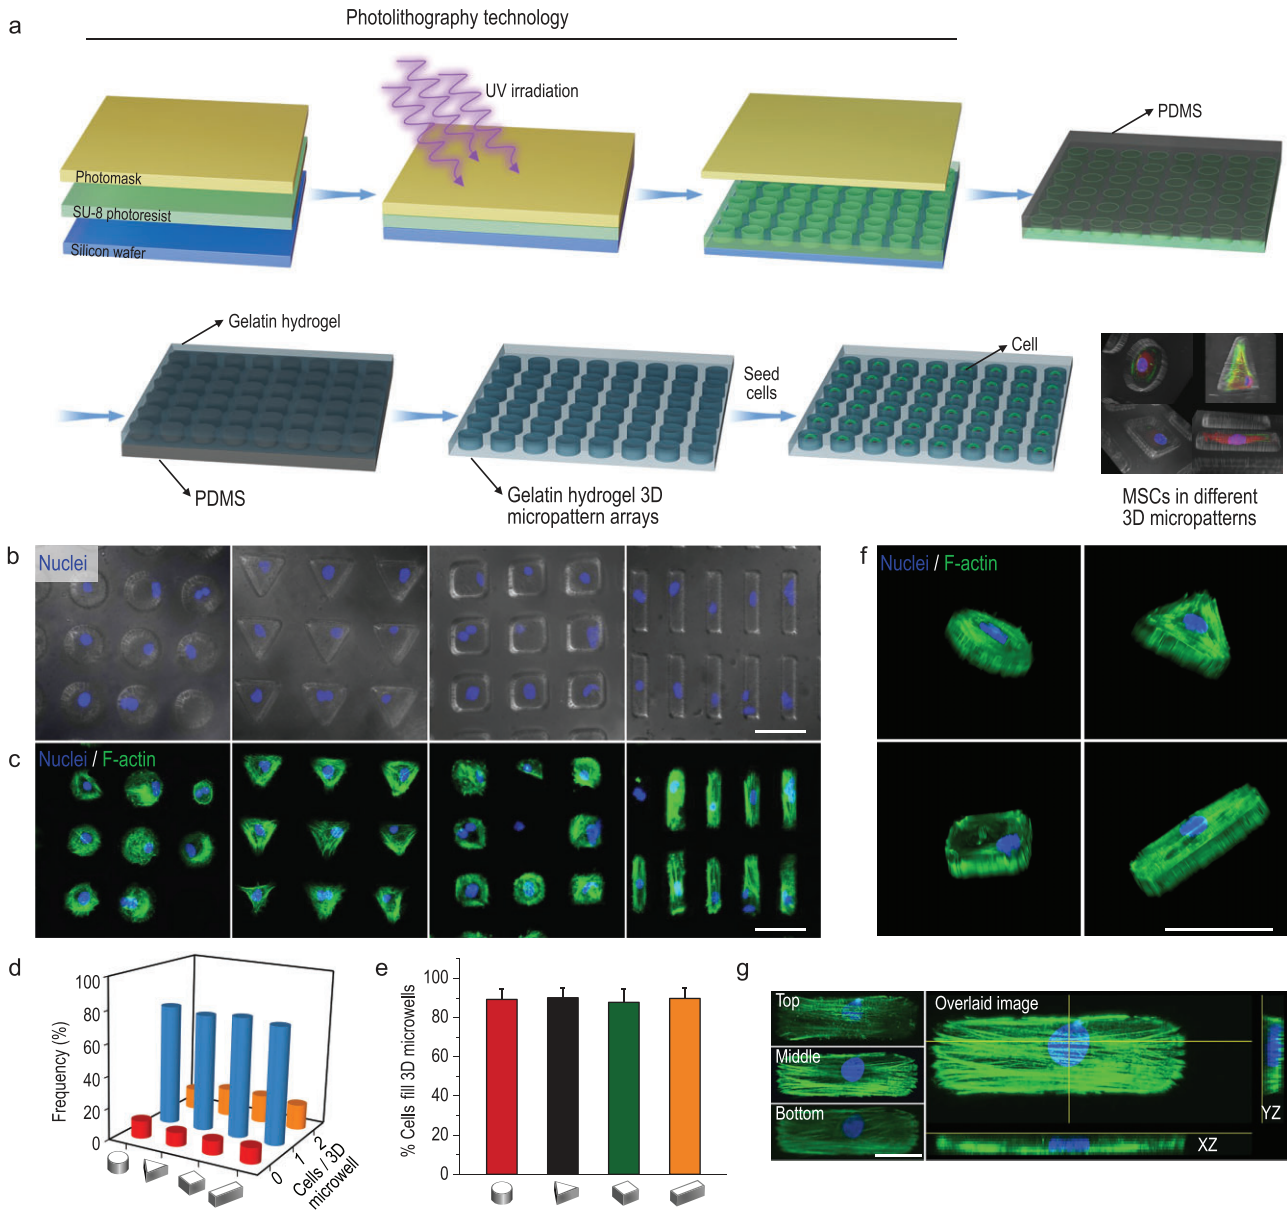 a
Photolithography technology
UV irradiation
PDMS
Photomask
SU-8 photoresist
Silicon wafer
Gelatin hydrogel
Cell
Seed
cells
PDMS
Gelatin hydrogel 3D
micropattern arrays
MSCs in different
3D micropatterns
b
Nuclei
c
Nuclei / F-actin
f
Nuclei / F-actin
d
Frequency (%)
100
80
60
40
20
0
0
1
2
Cells / 3D
microwell
e
% Cells fill 3D microwells
100
80
60
40
20
0
g
Top
Middle
Bottom
Overlaid image
YZ
XZ